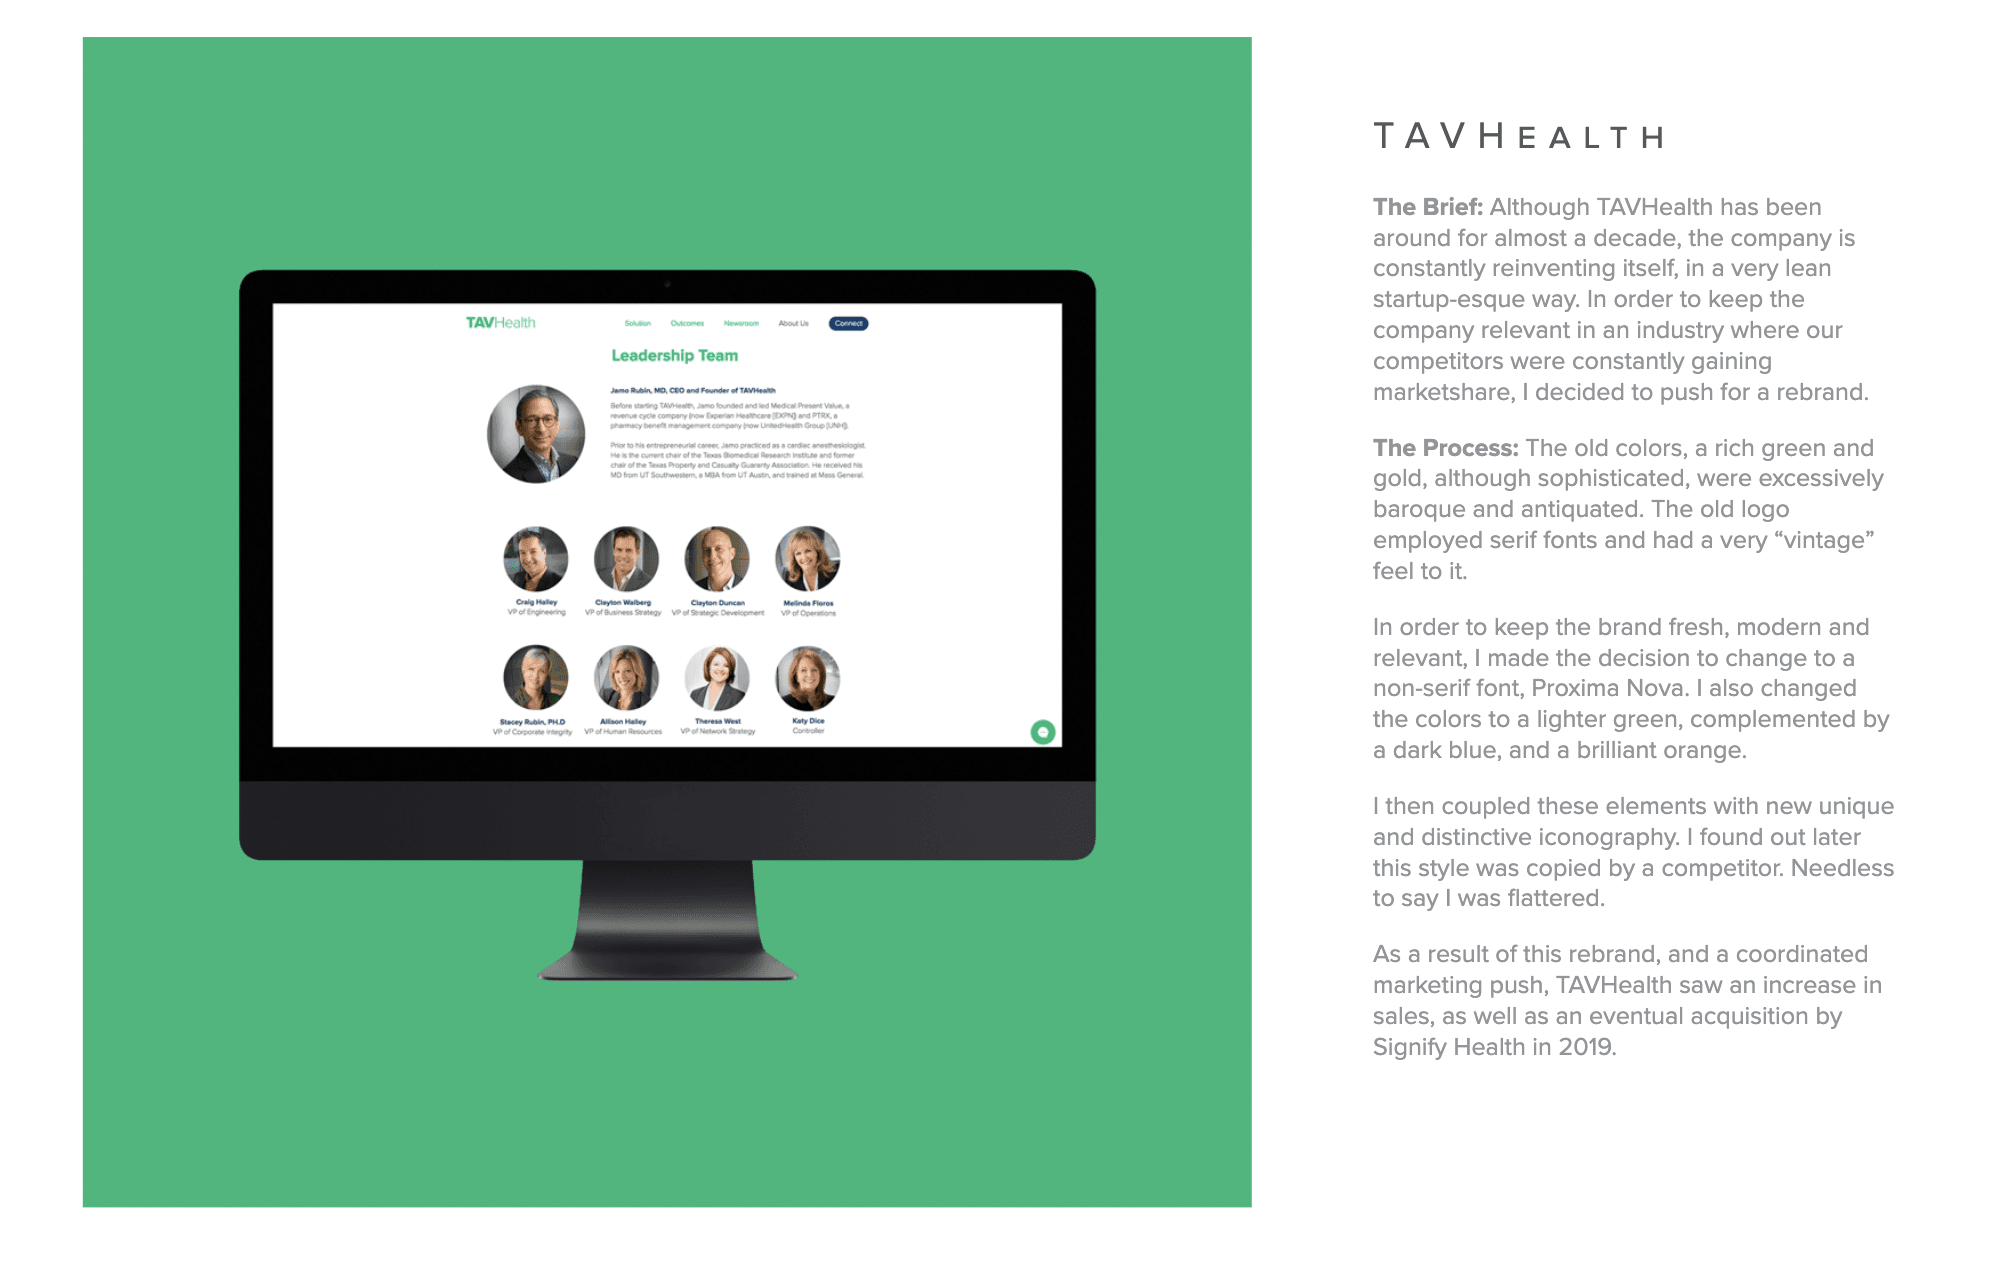 TAVHealth
Solution Outcomes Newsroom About Us Connect
Leadership Team
Jamo Rubin, MD, CEO and Founder of TAVHealth
Before starting TAVHealth, Jamo founded and led Medical Present Value, a
revenue cycle company (now Experian Healthcare [EXPN]) and PTRX, a
pharmacy benefit management company (now UnitedHealth Group [UNH]).
Prior to his entrepreneurial career, Jamo practiced as a cardiac anesthesiologist.
He is the current chair of the Texas Biomedical Research Institute and former
chair of the Texas Property and Casualty Guaranty Association. He received his
MD from UT Southwestern, a MBA from UT Austin, and trained at Mass General.
Craig Halley
VP of Engineering
Clayton Walberg
VP of Business Strategy
Clayton Duncan
VP of Strategic Development
Melinda Floros
VP of Operations
Stacey Rubin, PH.D
VP of Corporate Integrity
Allison Halley
VP of Human Resources
Theresa West
VP of Network Strategy
Katy Dice
Controller
TAVHEALTH
The Brief: Although TAVHealth has been
around for almost a decade, the company is
constantly reinventing itself, in a very lean
startup-esque way. In order to keep the
company relevant in an industry where our
competitors were constantly gaining
marketshare, I decided to push for a rebrand.
The Process: The old colors, a rich green and
gold, although sophisticated, were excessively
baroque and antiquated. The old logo
employed serif fonts and had a very “vintage”
feel to it.
In order to keep the brand fresh, modern and
relevant, I made the decision to change to a
non-serif font, Proxima Nova. I also changed
the colors to a lighter green, complemented by
a dark blue, and a brilliant orange.
I then coupled these elements with new unique
and distinctive iconography. I found out later
this style was copied by a competitor. Needless
to say I was flattered.
As a result of this rebrand, and a coordinated
marketing push, TAVHealth saw an increase in
sales, as well as an eventual acquisition by
Signify Health in 2019.